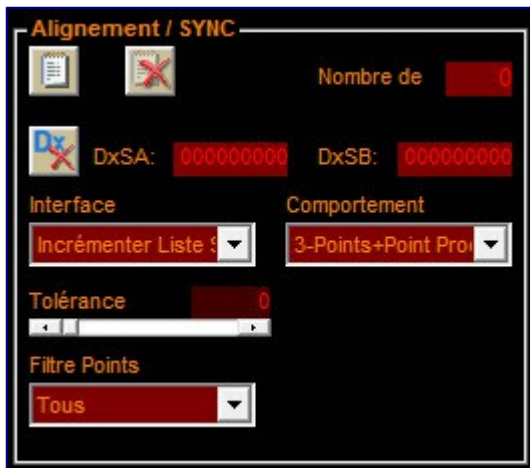 Alignement / SYNC
Nombre de 0
Dx DxSA: 000000000 DxSB: 000000000
Interface Comportement
Incrémenter Liste 3-Points+Point
Tolérance 0
Filtre Points
Tous